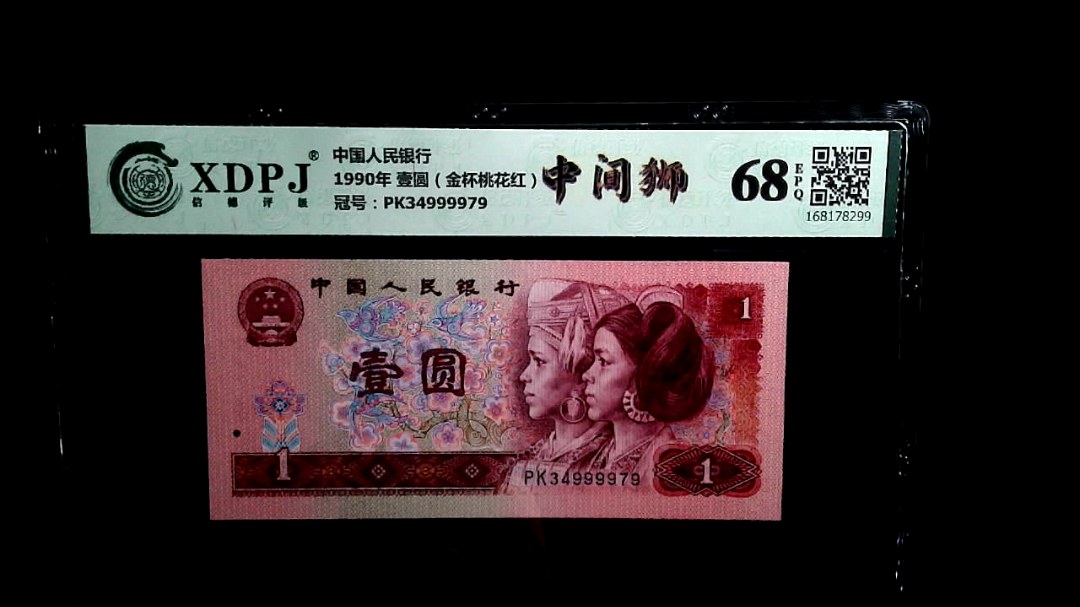 XDPJ®
信德评级
中国人民银行
1990年 壹圆（金杯桃花红）
冠号：PK34999979
中间狮
68
EPQ
168178299
中国人民银行
1
壹圆
1
PK34999979
1